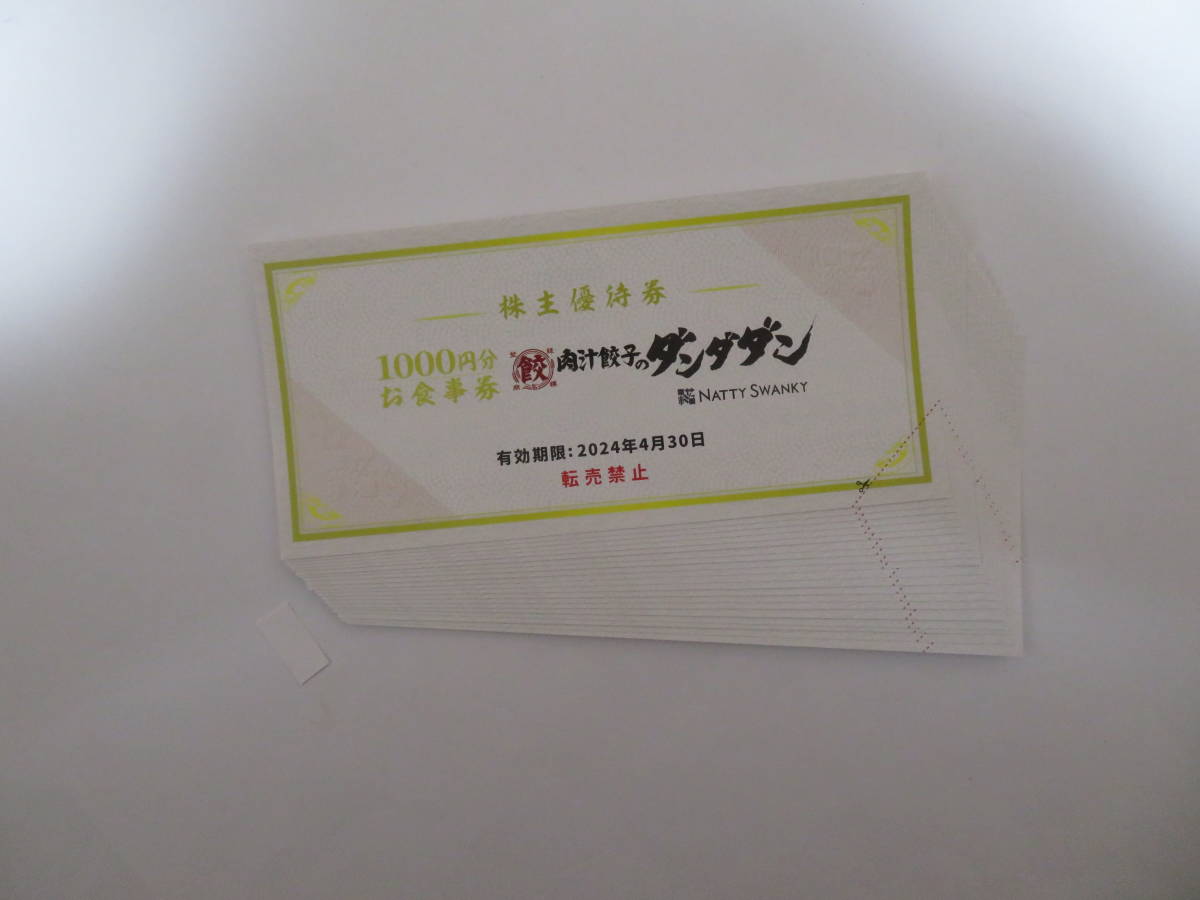 株主優待券
1000円分
お食事券
餃
肉汁餃子のダンダダン
NATTY SWANKY
有効期限:2024年4月30日
転売禁止